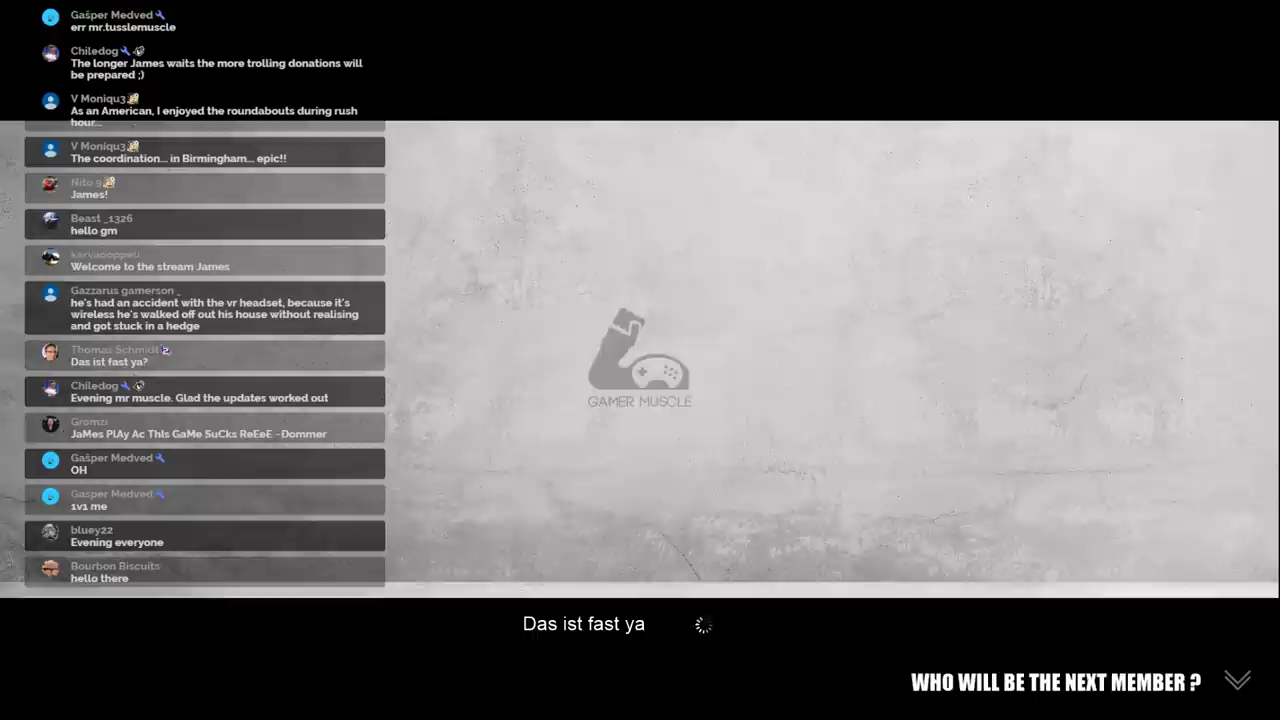 Gašper Medved
err mr.tusslemuscle
Chiledog
The longer James waits the more trolling donations will
be prepared ;)
V Moniqu3
As an American, I enjoyed the roundabouts during rush
hour...
V Moniqu3
The coordination... in Birmingham... epic!!
Nito 9
James!
Beast _1326
hello gm
Welcome to the stream James
Gazzarus gamerson _
he's had an accident with the vr headset, because it's
wireless he's walked off out his house without realising
and got stuck in a hedge
Thomas Schmidt
Das ist fast ya?
Chiledog
Evening mr muscle. Glad the updates worked out
Gromzi
JaMes PlAy Ac ThIs GaMe SuCks ReEeE -Dommer
Gašper Medved
OH
Gašper Medved
1v1 me
bluey22
Evening everyone
Bourbon Biscuits
hello there
GAMER MUSCLE
Das ist fast ya
WHO WILL BE THE NEXT MEMBER ?